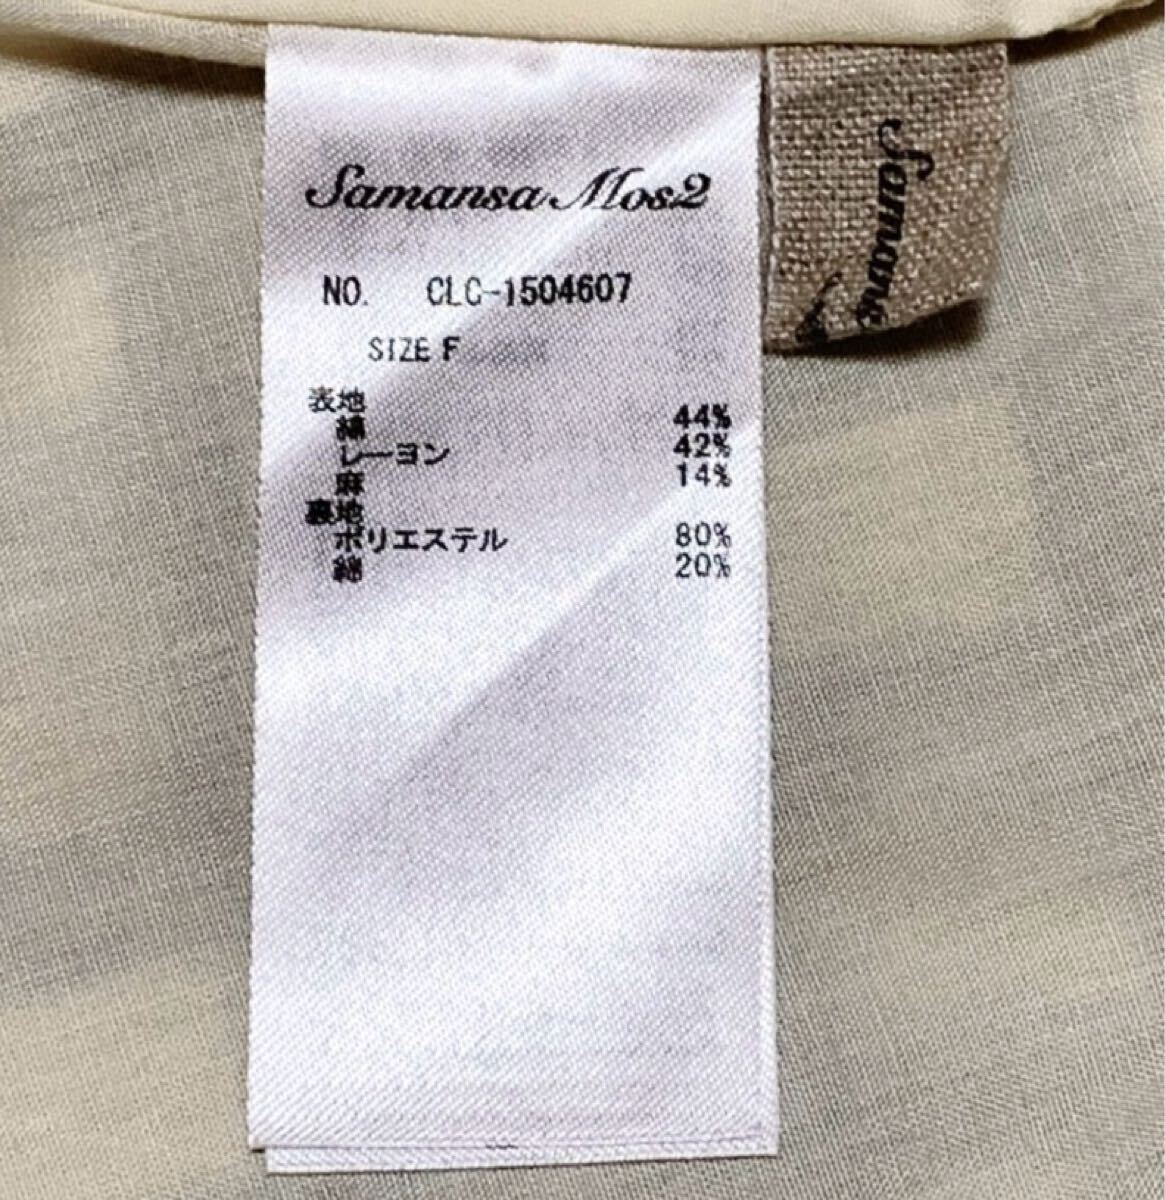 Samansa Mos2
NO. CLC-1504607
SIZE F
表地
綿 44%
レーヨン 42%
麻 14%
裏地
ポリエステル 80%
綿 20%
Samans